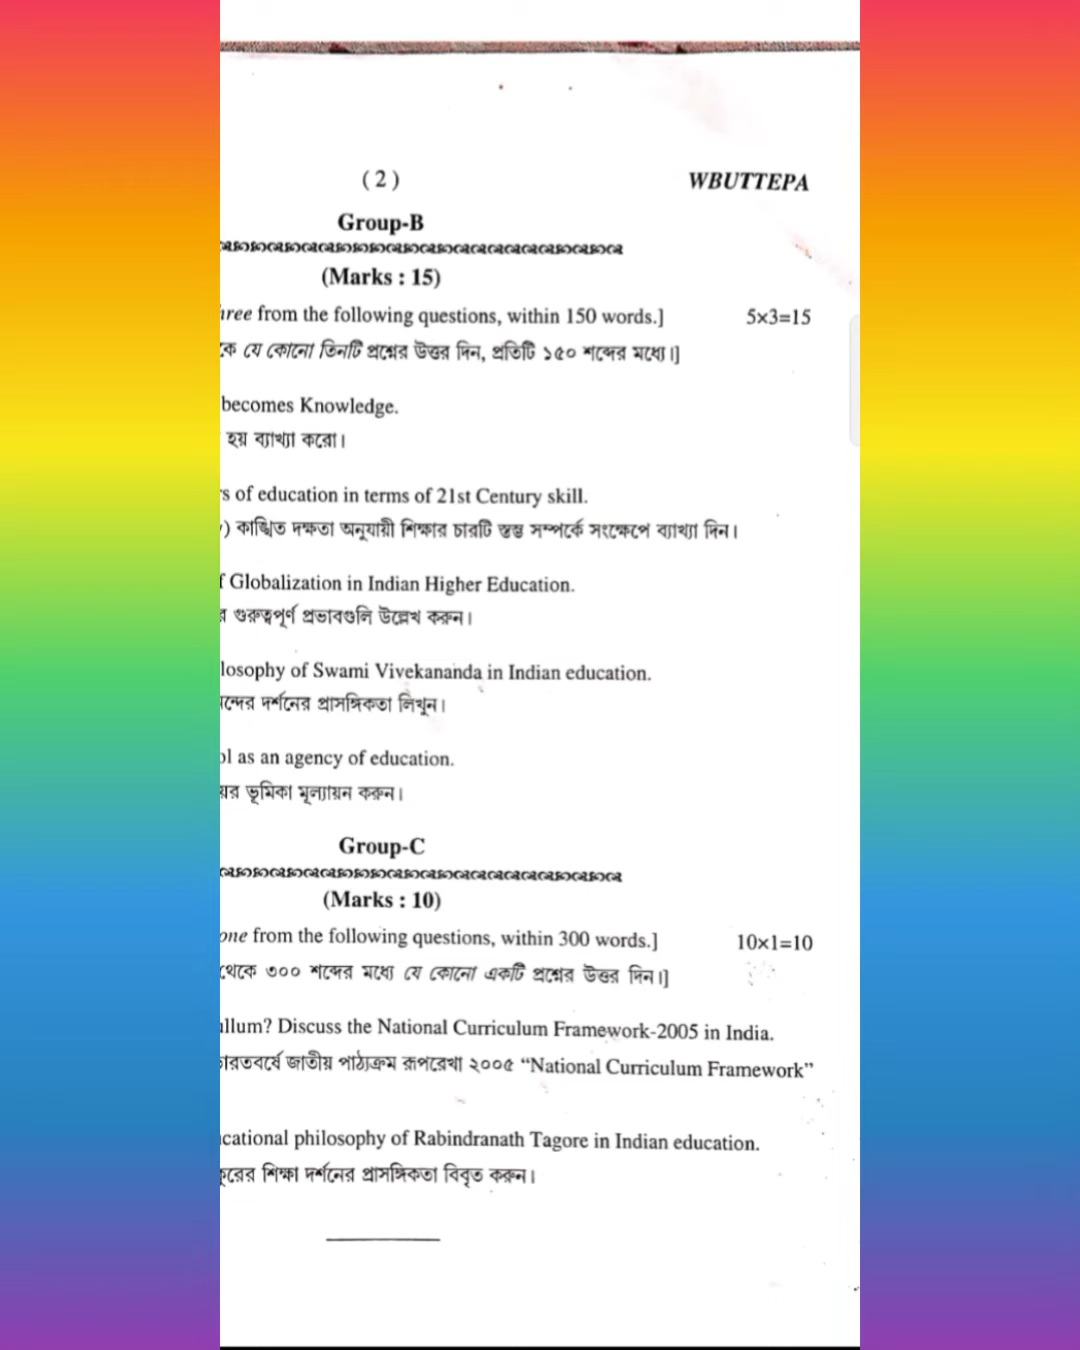 (2) WBUTTEPA
Group-B
(Marks : 15)
from the following questions, within 150 words.] 5×3=15
যে কোনো তিনটি প্রশ্নের উত্তর দিন, প্রতিটি ১৫০ শব্দের মধ্যে।]
becomes Knowledge.
হয় ব্যাখ্যা করো।
of education in terms of 21st Century skill.
কাঙ্খিত দক্ষতা অনুযায়ী শিক্ষার চারটি স্তম্ভ সম্পর্কে সংক্ষেপে ব্যাখ্যা দিন।
Globalization in Indian Higher Education.
গুরুত্বপূর্ণ প্রভাবগুলি উল্লেখ করুন।
of Swami Vivekananda in Indian education.
দর্শনের প্রাসঙ্গিকতা লিখুন।
as an agency of education.
ভূমিকা মূল্যায়ন করুন।
Group-C
(Marks : 10)
one from the following questions, within 300 words.] 10×1=10
থেকে ৩০০ শব্দের মধ্যে যে কোনো একটি প্রশ্নের উত্তর দিন।]
Discuss the National Curriculum Framework-2005 in India.
জাতীয় পাঠ্যক্রম রূপরেখা ২০০৫ “National Curriculum Framework”
philosophy of Rabindranath Tagore in Indian education.
শিক্ষা দর্শনের প্রাসঙ্গিকতা বিবৃত করুন।